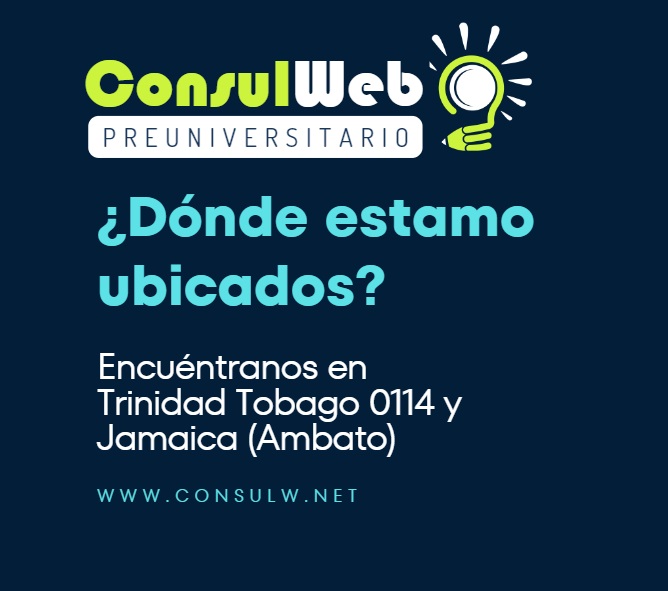 ConsulWeb
PREUNIVERSITARIO
¿Dónde estamo
ubicados?
Encuéntranos en
Trinidad Tobago 0114 y
Jamaica (Ambato)
WWW.CONSULW.NET